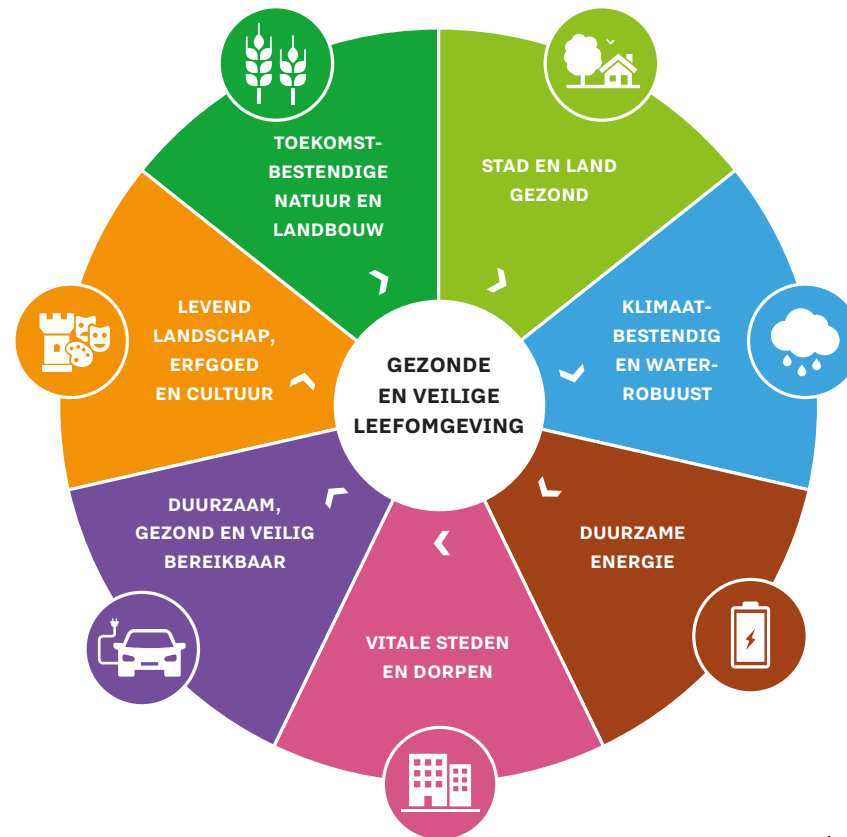 TOEKOMST-
BESTENDIGE
NATUUR EN
LANDBOUW
STAD EN LAND
GEZOND
KLIMAAT-
BESTENDIG
EN WATER-
ROBUUST
DUURZAME
ENERGIE
VITALE STEDEN
EN DORPEN
DUURZAAM,
GEZOND EN VEILIG
BEREIKBAAR
LEVEND
LANDSCHAP,
ERFGOED
EN CULTUUR
GEZONDE
EN VEILIGE
LEEFOMGEVING